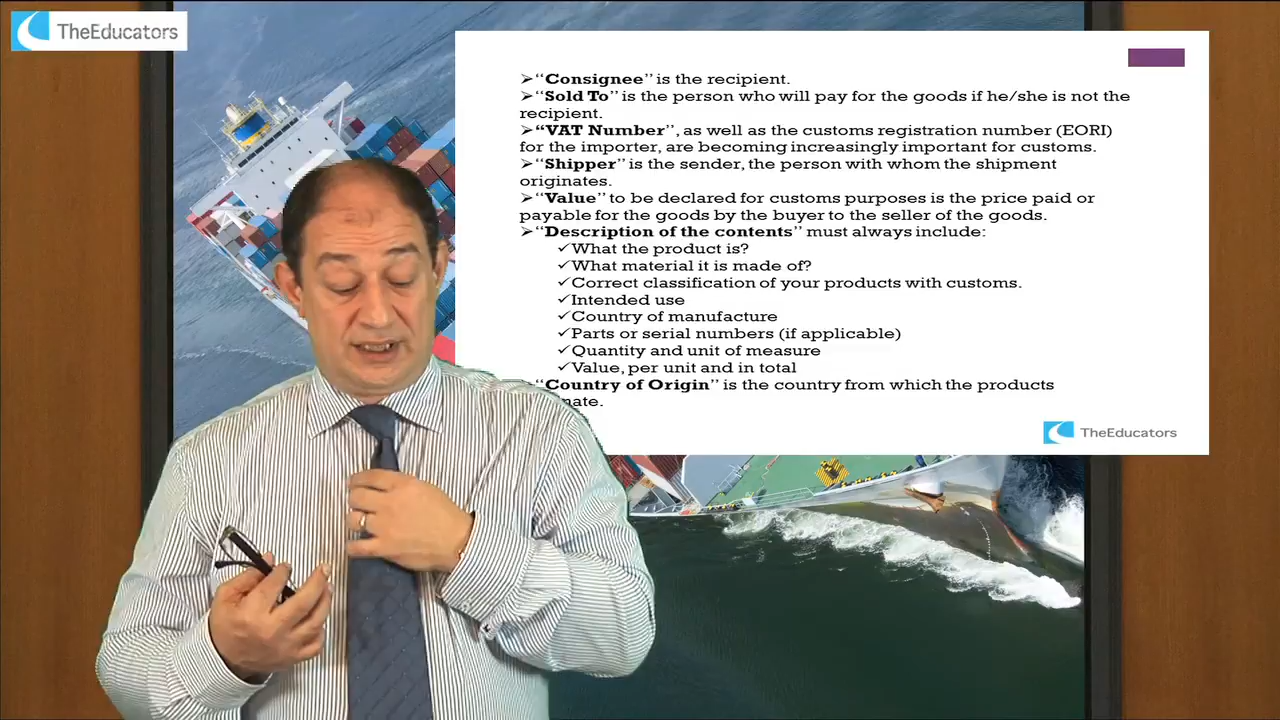 TheEducators
➢“Consignee” is the recipient.
➢“Sold To” is the person who will pay for the goods if he/she is not the
recipient.
➢“VAT Number”, as well as the customs registration number (EORI)
for the importer, are becoming increasingly important for customs.
➢“Shipper” is the sender, the person with whom the shipment
originates.
➢“Value” to be declared for customs purposes is the price paid or
payable for the goods by the buyer to the seller of the goods.
➢“Description of the contents” must always include:
✓What the product is?
✓What material it is made of?
✓Correct classification of your products with customs.
✓Intended use
✓Country of manufacture
✓Parts or serial numbers (if applicable)
✓Quantity and unit of measure
✓Value, per unit and in total
“Country of Origin” is the country from which the products
nate.
TheEducators